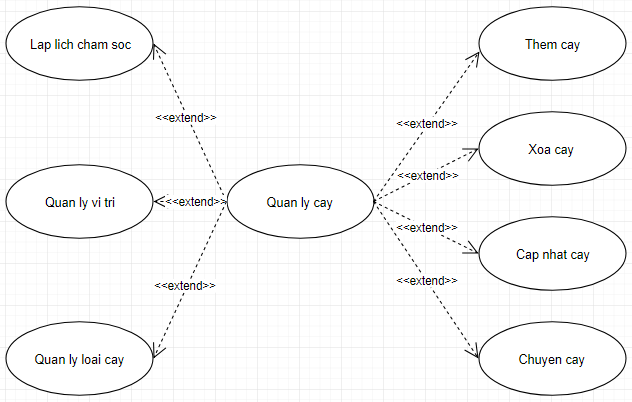 Lap lich cham soc
Them cay
<<extend>>
<<extend>>
Xoa cay
<<extend>>
Quan ly vi tri
<<extend>>
Quan ly cay
<<extend>>
Cap nhat cay
<<extend>>
<<extend>>
Quan ly loai cay
Chuyen cay